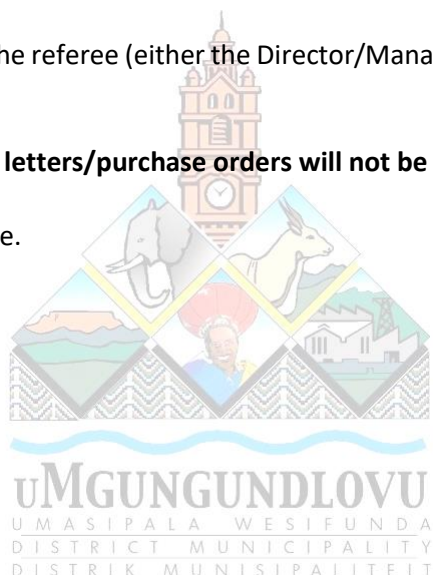 he referee (either the Director/Mana
letters/purchase orders will not be
e.
UMGUNGUNDLOVU
UMASIPALA WESIFUNDA
DISTRICT MUNICIPALITY
DISTRIK MUNISIPALITEIT